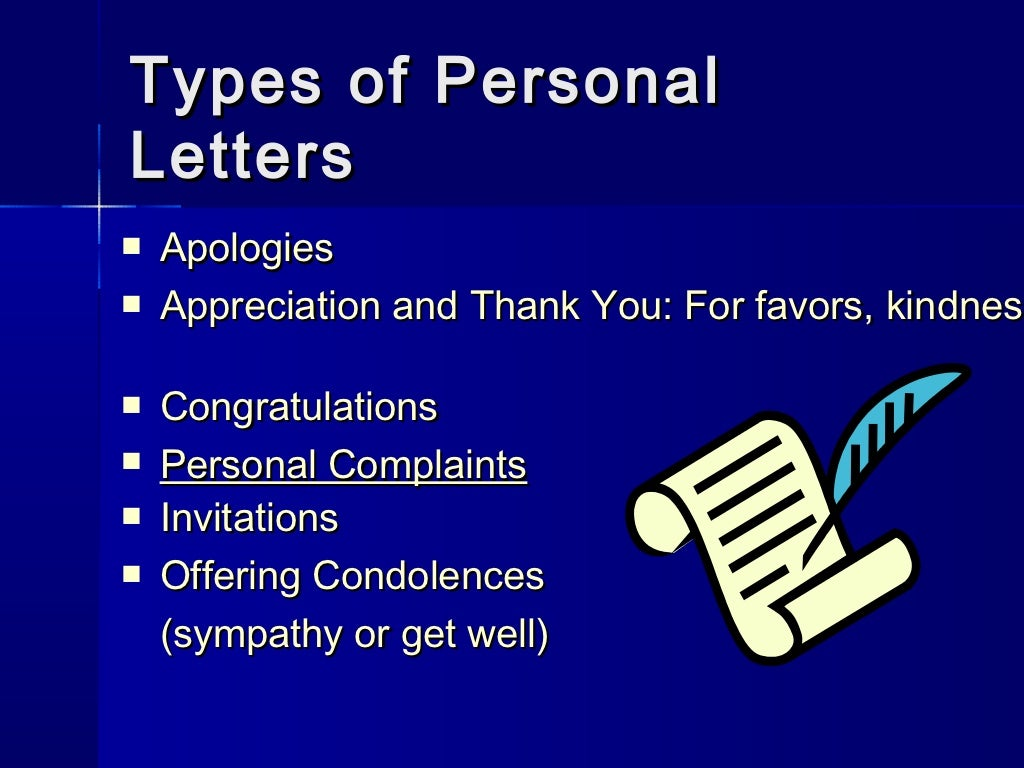 Types of Personal
Letters
Apologies
Appreciation and Thank You: For favors, kindnes
Congratulations
Personal Complaints
Invitations
Offering Condolences
(sympathy or get well)